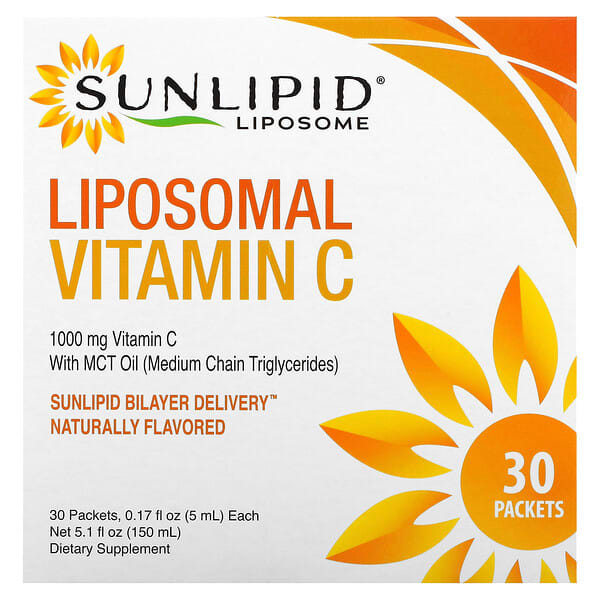 SUNLIPID®
LIPOSOME
LIPOSOMAL
VITAMIN C
1000 mg Vitamin C
With MCT Oil (Medium Chain Triglycerides)
SUNLIPID BILAYER DELIVERY™
NATURALLY FLAVORED
30 Packets, 0.17 fl oz (5 mL) Each
Net 5.1 fl oz (150 mL)
Dietary Supplement
30
PACKETS